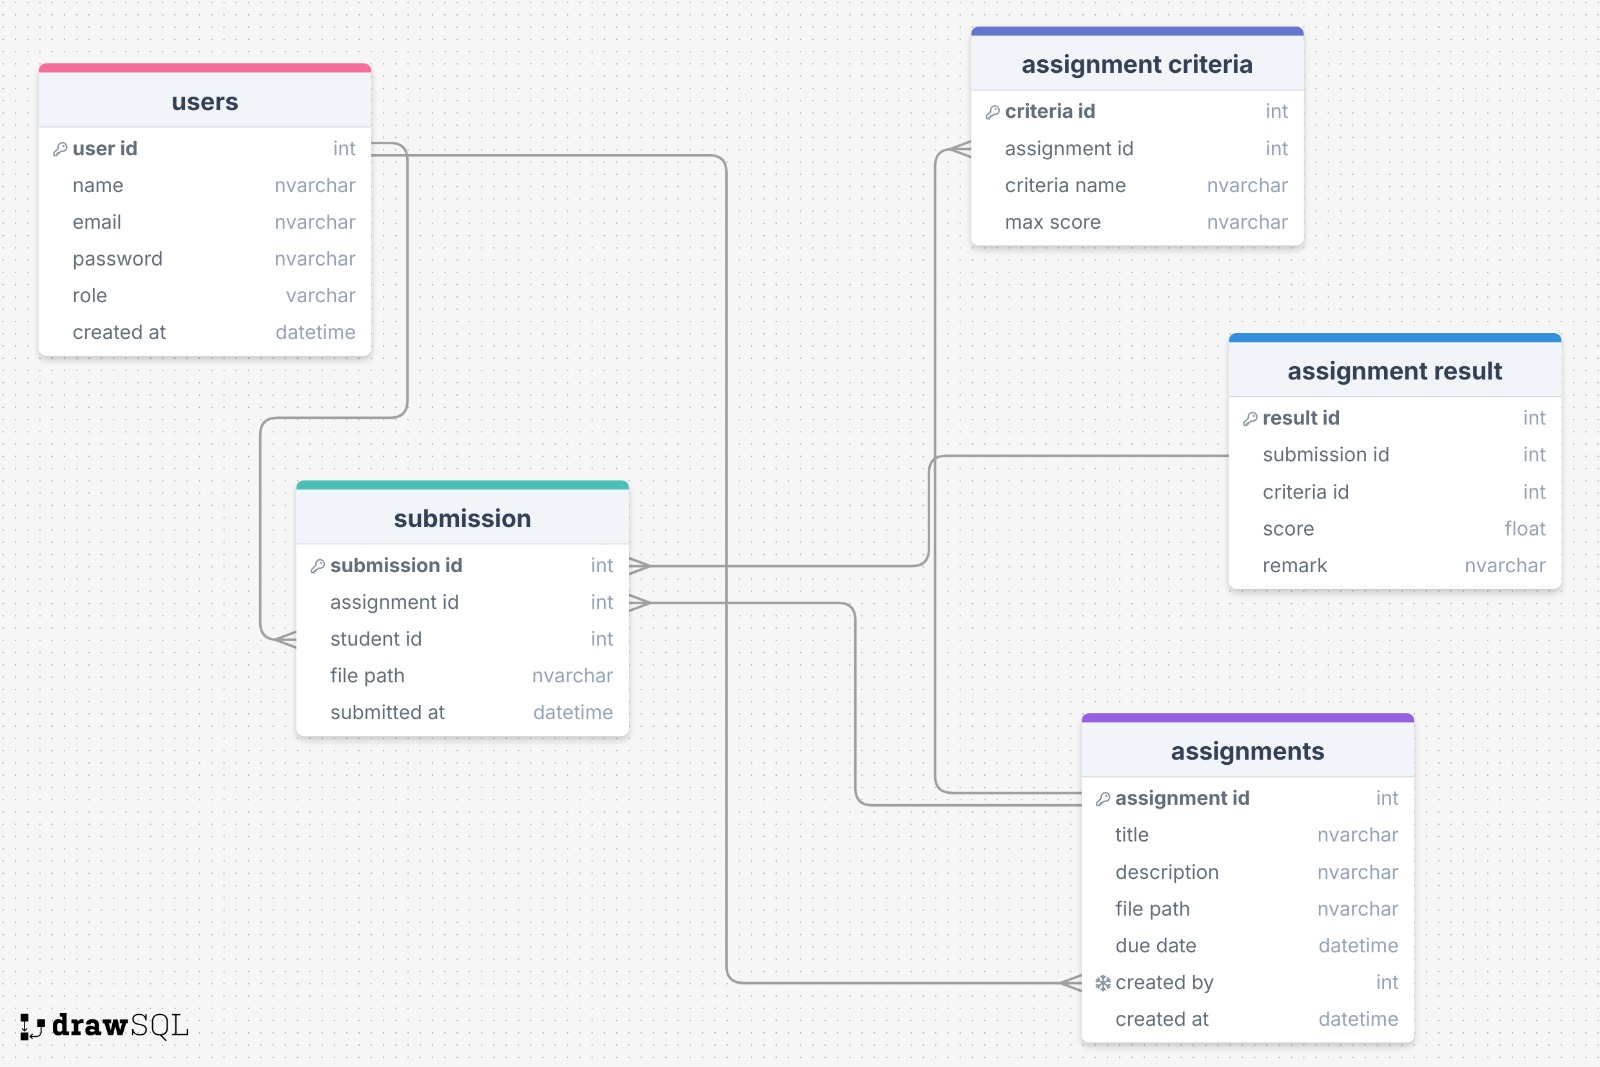 users
user id int
name nvarchar
email nvarchar
password nvarchar
role varchar
created at datetime
assignment criteria
criteria id int
assignment id int
criteria name nvarchar
max score nvarchar
assignment result
result id int
submission id int
criteria id int
score float
remark nvarchar
submission
submission id int
assignment id int
student id int
file path nvarchar
submitted at datetime
assignments
assignment id int
title nvarchar
description nvarchar
file path nvarchar
due date datetime
created by int
created at datetime
drawSQL